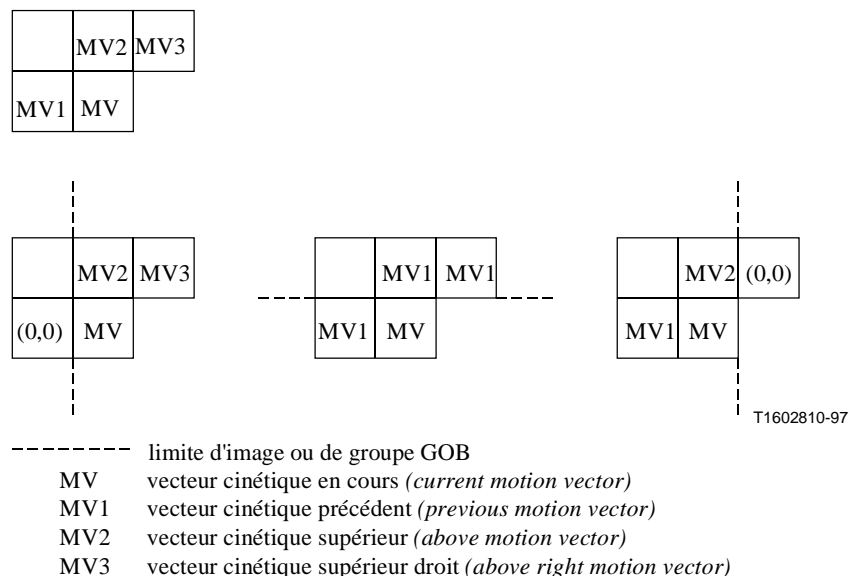 MV2 MV3
MV1 MV
MV2 MV3 MV1 MV1 MV2 (0,0)
(0,0) MV MV1 MV MV1 MV
T1602810-97
limite d'image ou de groupe GOB
MV vecteur cinétique en cours (current motion vector)
MV1 vecteur cinétique précédent (previous motion vector)
MV2 vecteur cinétique supérieur (above motion vector)
MV3 vecteur cinétique supérieur droit (above right motion vector)